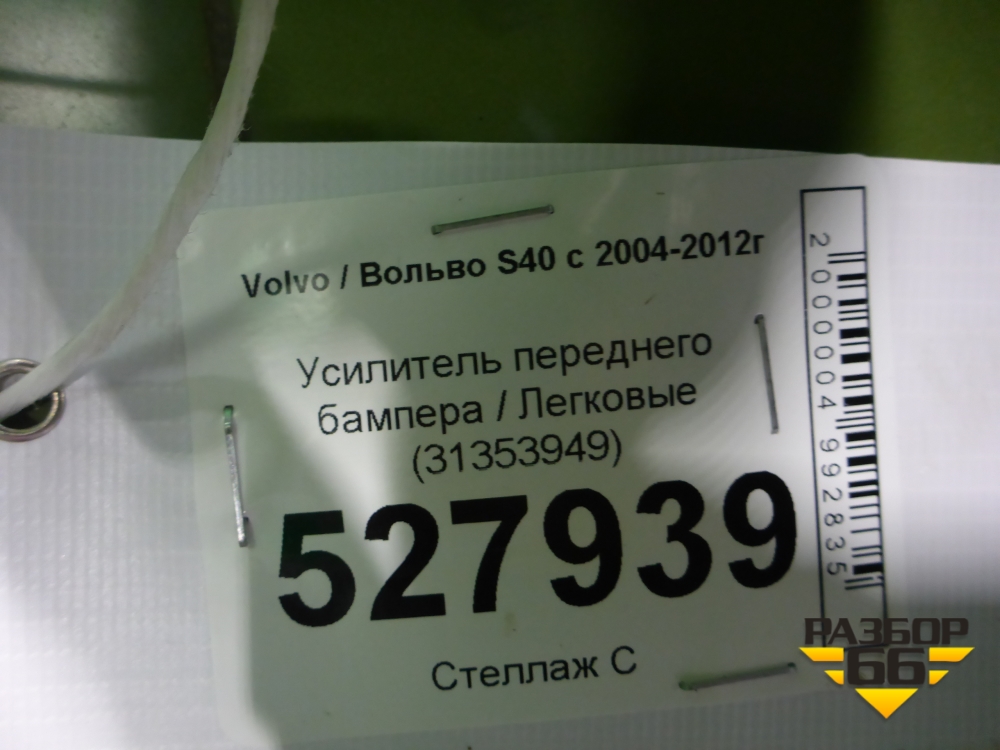 Volvo / Вольво S40 с 2004-2012г
Усилитель переднего
бампера / Легковые
(31353949)
527939
Стеллаж С
2000004992835
РАЗБОР
66